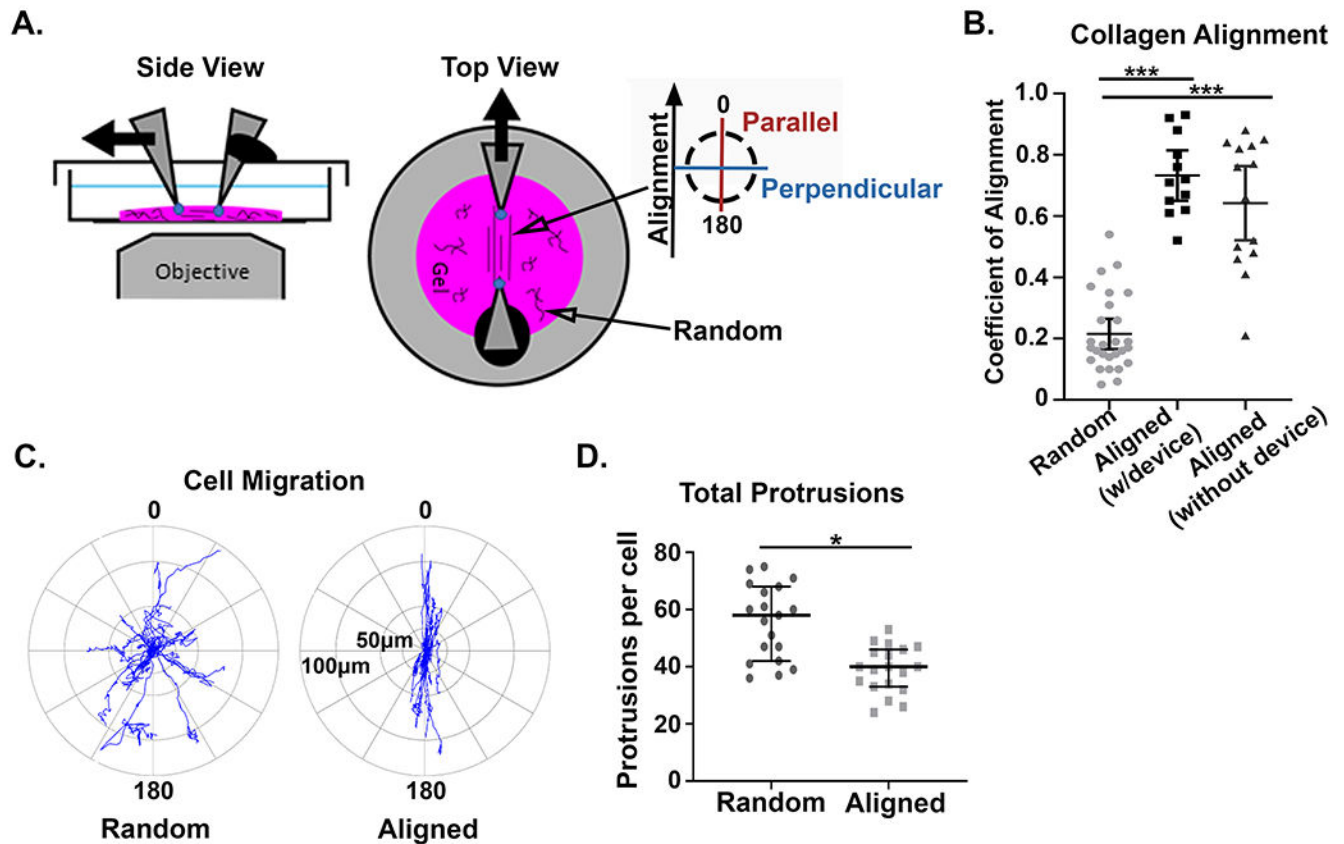 A.
Side View
Objective
Top View
Gel
Alignment
0
Parallel
Perpendicular
180
Random
B.
Collagen Alignment
***
***
Coefficient of Alignment
1.0
0.8
0.6
0.4
0.2
0
Random
Aligned
(w/device)
Aligned
(without device)
C.
Cell Migration
0
180
Random
0
50μm
100μm
180
Aligned
D.
Total Protrusions
*
Protrusions per cell
80
60
40
20
0
Random
Aligned